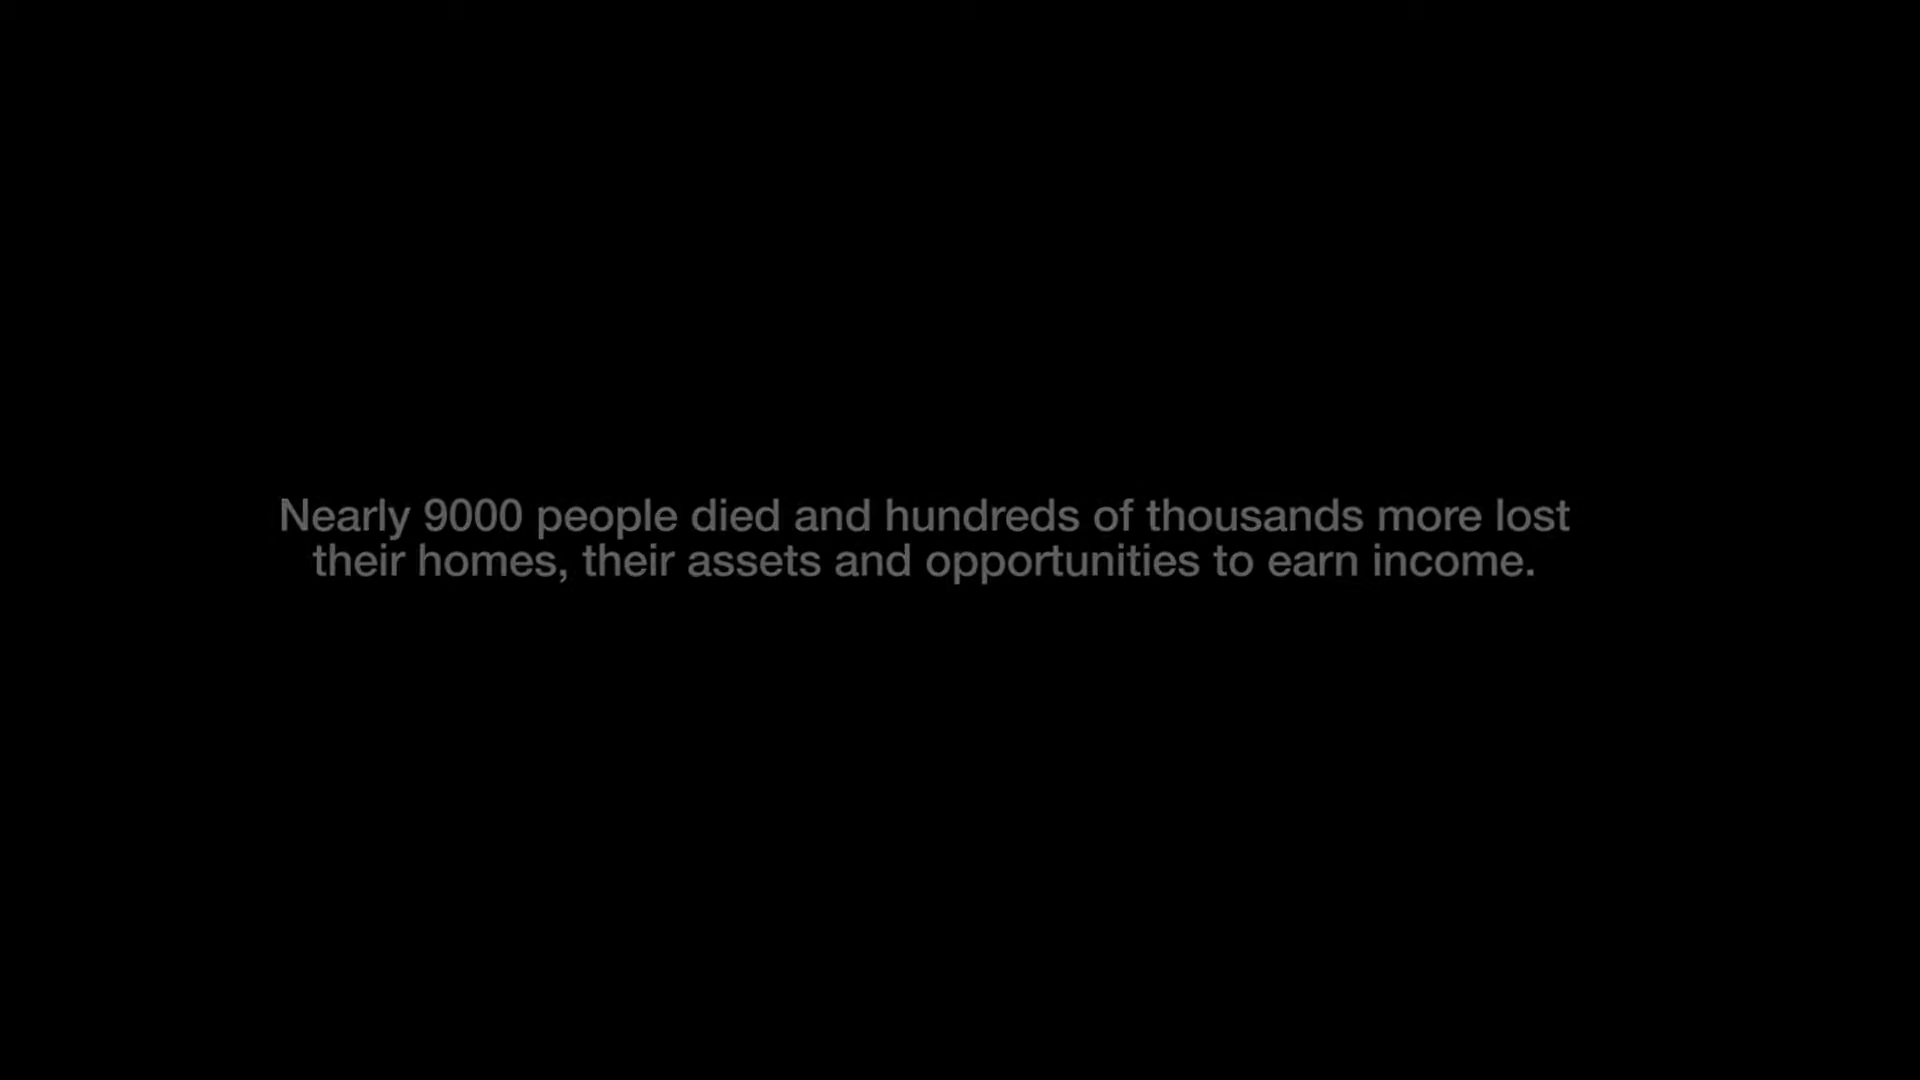 Nearly 9000 people died and hundreds of thousands more lost
their homes, their assets and opportunities to earn income.